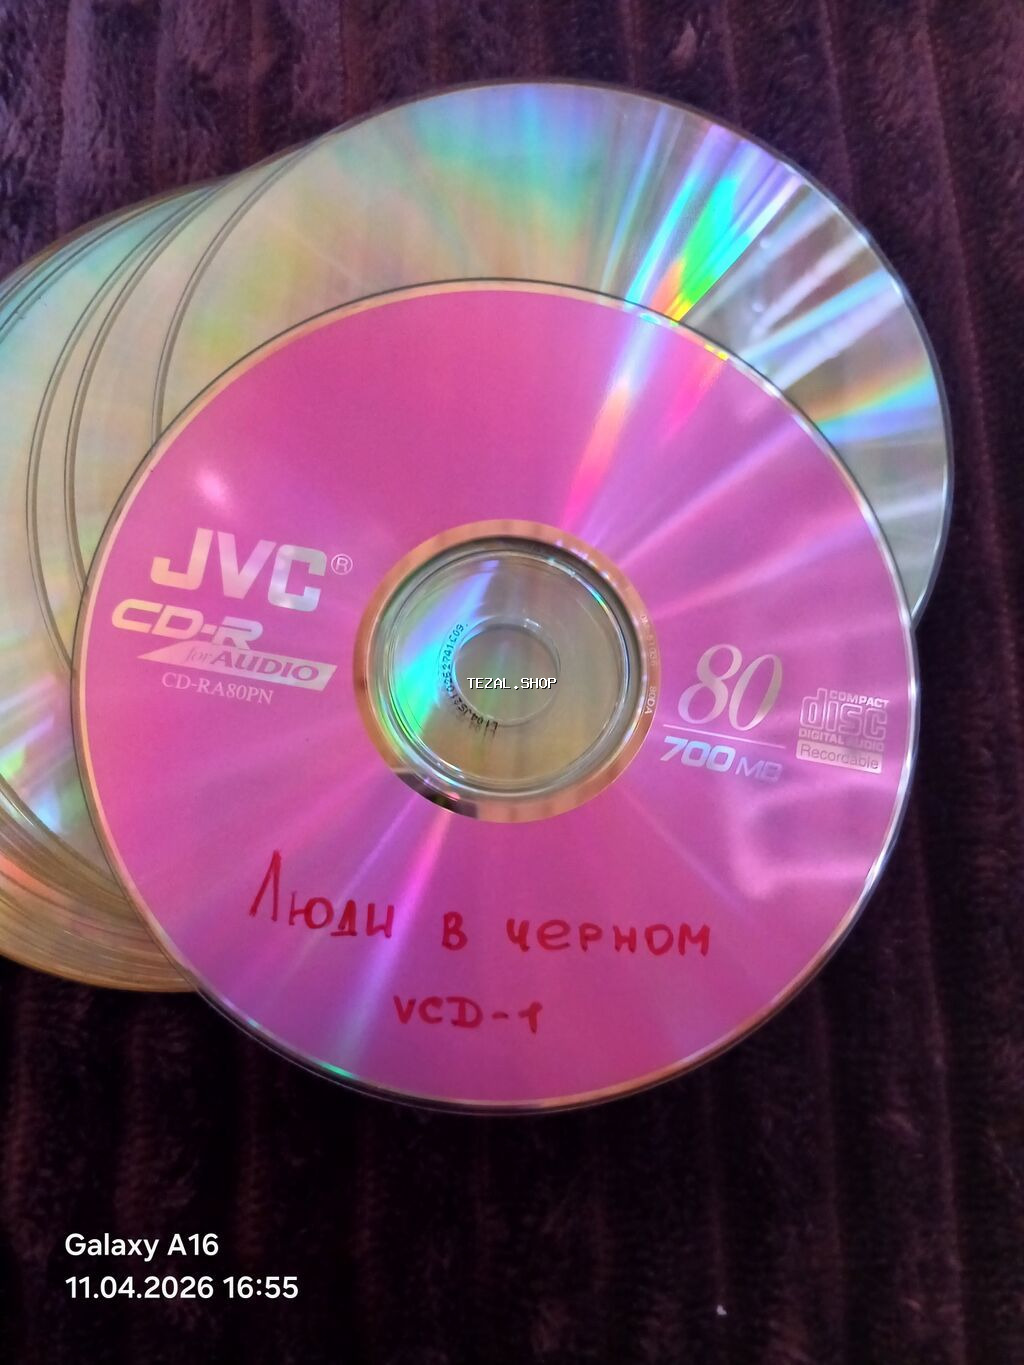 JVC®
CD-R
for AUDIO
CD-RA80PN
TEZAL.SHOP
80
700 MB
COMPACT
disc
DIGITAL AUDIO
Recordable
Люди в черном
VCD-1
Galaxy A16
11.04.2026 16:55